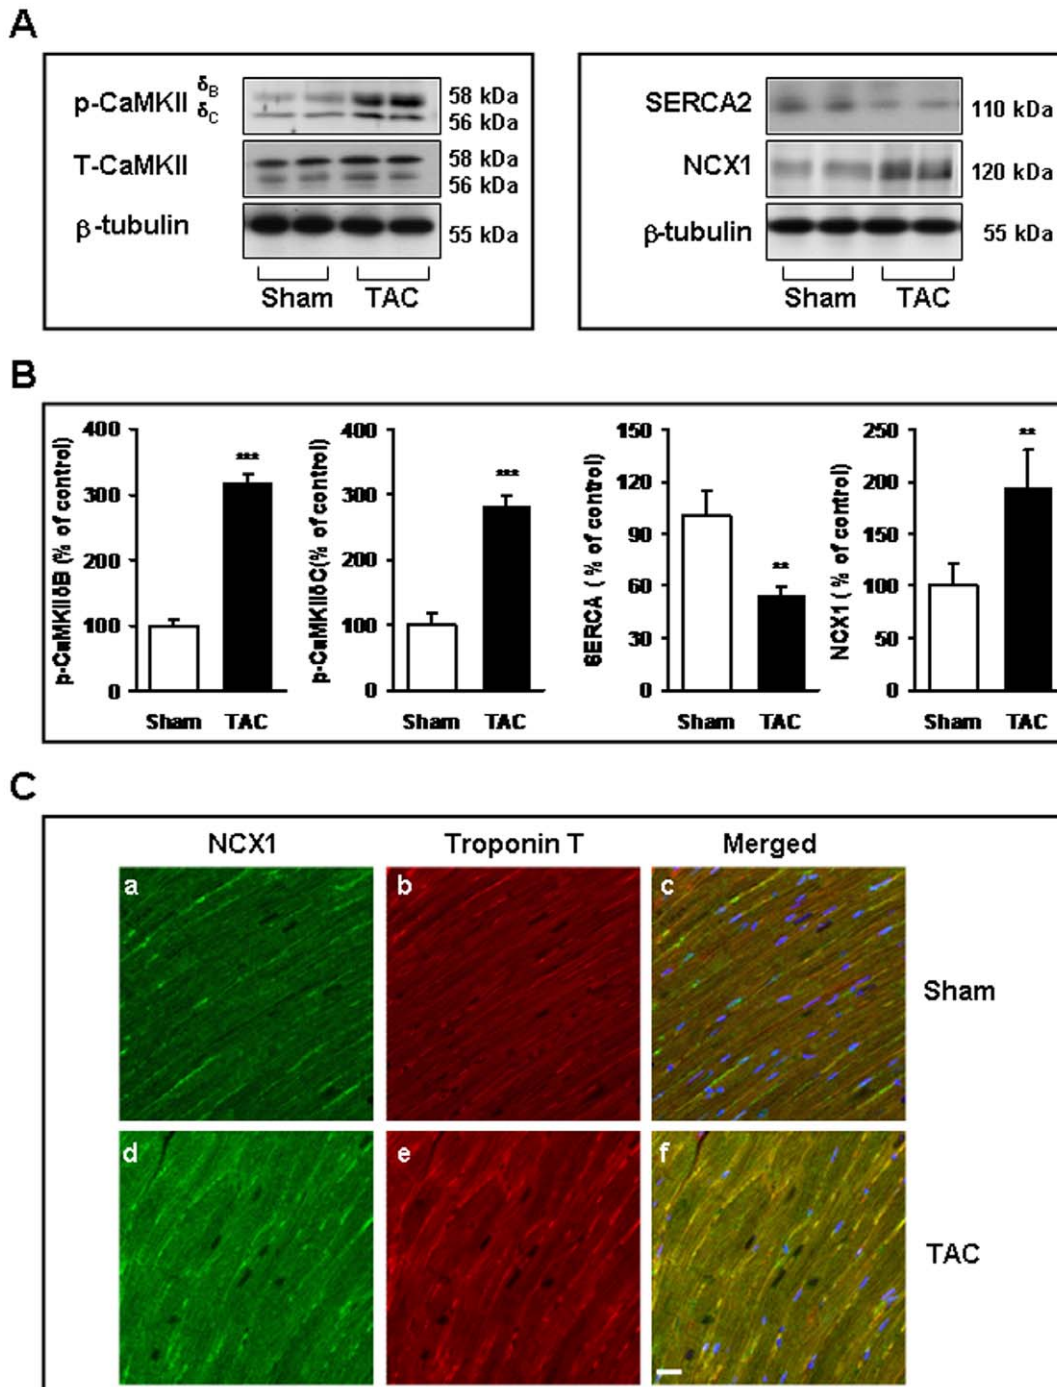 A
p-CaMKII δB δC 58 kDa 56 kDa
T-CaMKII 58 kDa 56 kDa
β-tubulin 55 kDa
Sham TAC
SERCA2 110 kDa
NCX1 120 kDa
β-tubulin 55 kDa
Sham TAC
B
p-CaMKIIδB (% of control)
400
300
200
100
0
***
Sham TAC
p-CaMKIIδC(% of control)
400
300
200
100
0
***
Sham TAC
SERCA ( % of control)
150
120
90
60
30
0
**
Sham TAC
NCX1 ( % of control)
250
200
150
100
50
0
**
Sham TAC
C
NCX1 Troponin T Merged
a b c
Sham
d e f
TAC